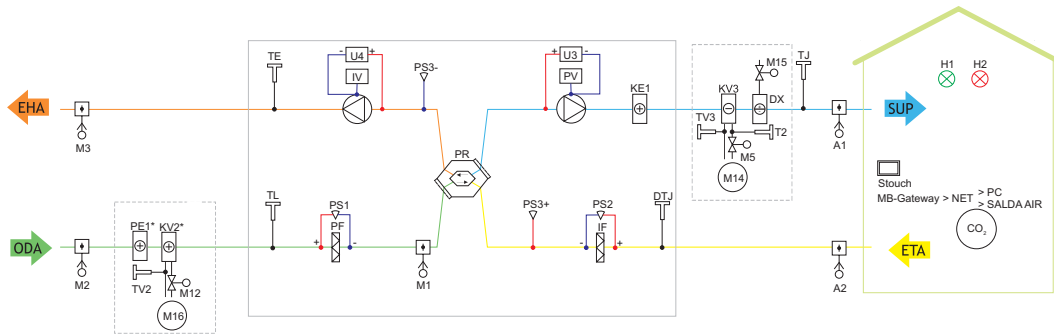 TE
U4
- +
IV
PS3-
U3
+ -
PV
KE1
KV3
M15
DX
TJ
H1 H2
EHA
SUP
M3
TV3
T2
M5
M14
A1
PR
Stouch
MB-Gateway > NET > PC
> SALDA AIR
CO2
TL
PS1
PF
+ -
PS3+
PS2
IF
- +
DTJ
PE1* KV2*
ODA
ETA
M2
TV2
M12
M16
M1
A2